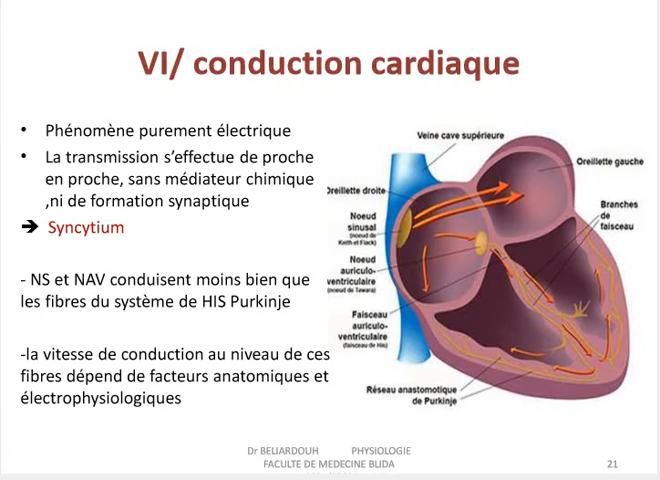 VI/ conduction cardiaque
• Phénomène purement électrique
• La transmission s'effectue de proche
en proche, sans médiateur chimique
,ni de formation synaptique
➔ Syncytium
- NS et NAV conduisent moins bien que
les fibres du système de HIS Purkinje
-la vitesse de conduction au niveau de ces
fibres dépend de facteurs anatomiques et
électrophysiologiques
Veine cave supérieure
Oreillette gauche
Oreillette droite
Branches
de
faisceau
Noeud
sinusal
(noeud de
Keith et Flack)
Noeud
auriculo-
ventriculaire
(noeud de Tawara)
Faisceau
auriculo-
ventriculaire
(faisceau de His)
Réseau anastomotique
de Purkinje
Dr BELIARDOUH PHYSIOLOGIE
FACULTE DE MEDECINE BLIDA
21